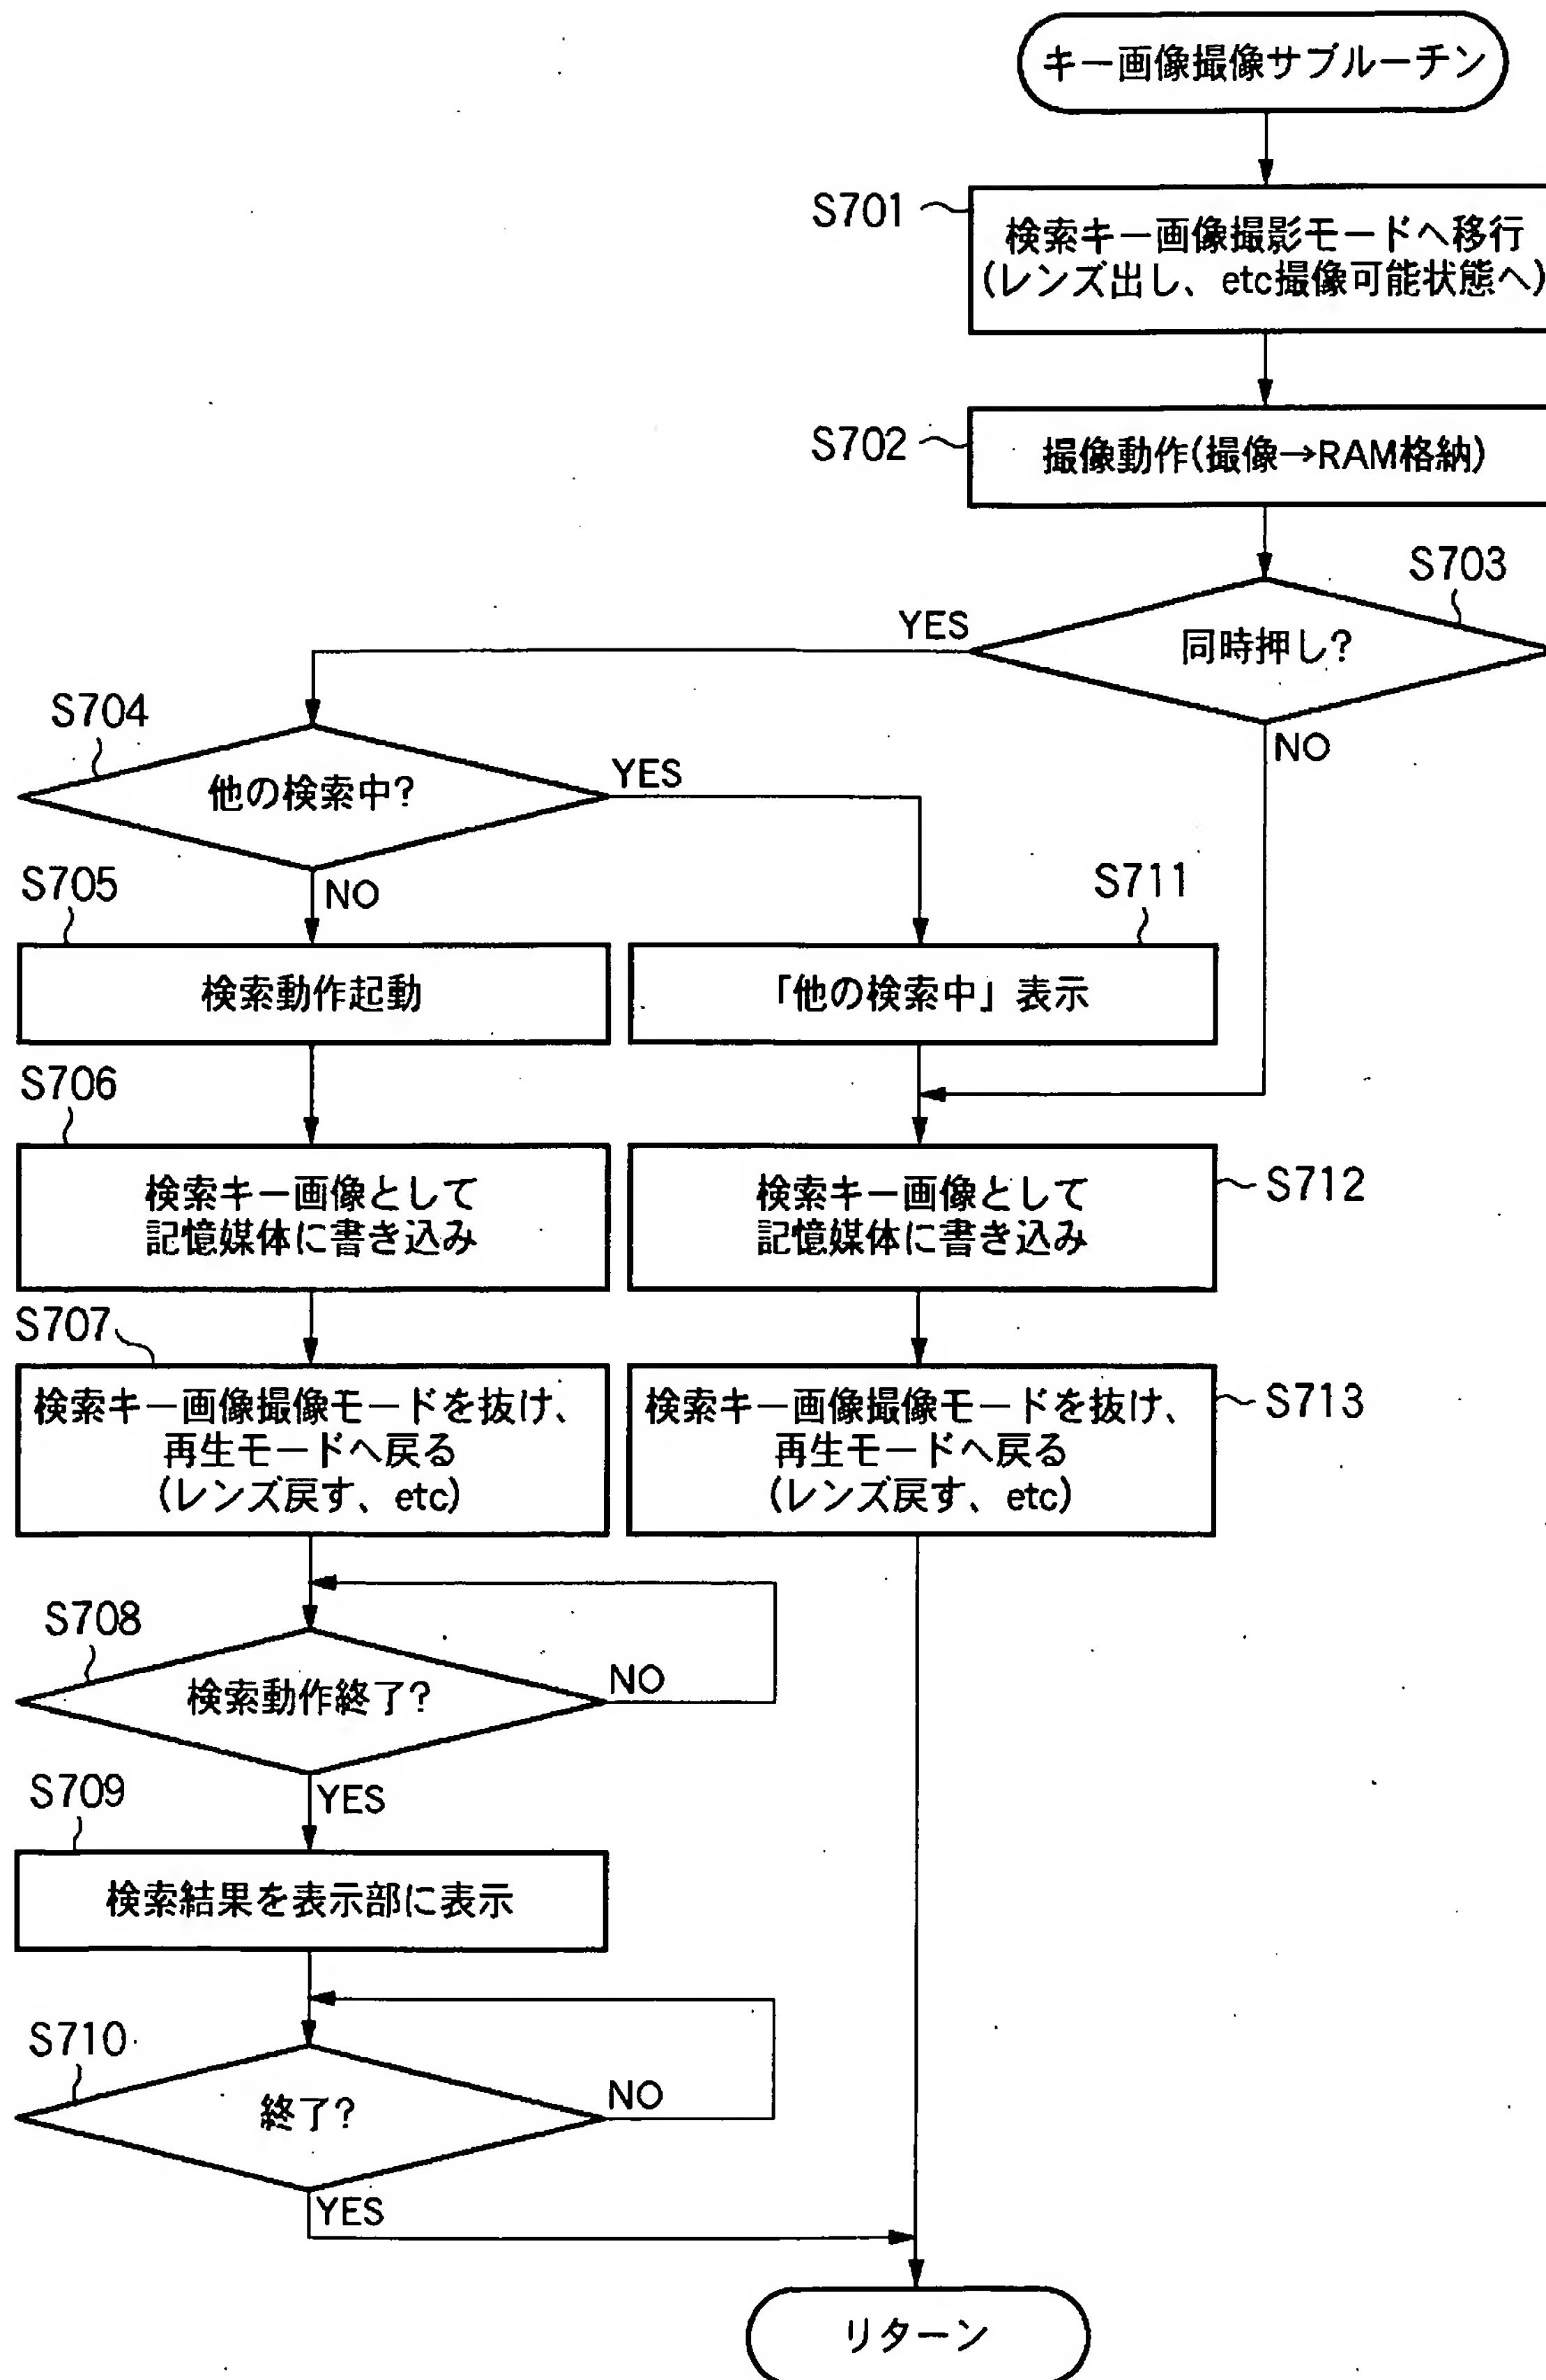 キー画像撮像サブルーチン
S701
検索キー画像撮影モードへ移行
(レンズ出し、etc撮像可能状態へ)
S702
撮像動作(撮像→RAM格納)
S703
同時押し?
YES
NO
S704
他の検索中?
YES
NO
S705
検索動作起動
S711
「他の検索中」表示
S706
検索キー画像として
記憶媒体に書き込み
S712
検索キー画像として
記憶媒体に書き込み
S707
検索キー画像撮像モードを抜け、
再生モードへ戻る
(レンズ戻す、etc)
S713
検索キー画像撮像モードを抜け、
再生モードへ戻る
(レンズ戻す、etc)
S708
検索動作終了?
NO
YES
S709
検索結果を表示部に表示
S710
終了?
NO
YES
リターン